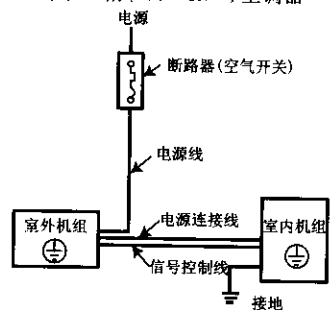 电源
断路器(空气开关)
电源线
室外机组
电源连接线
室内机组
信号控制线
接地